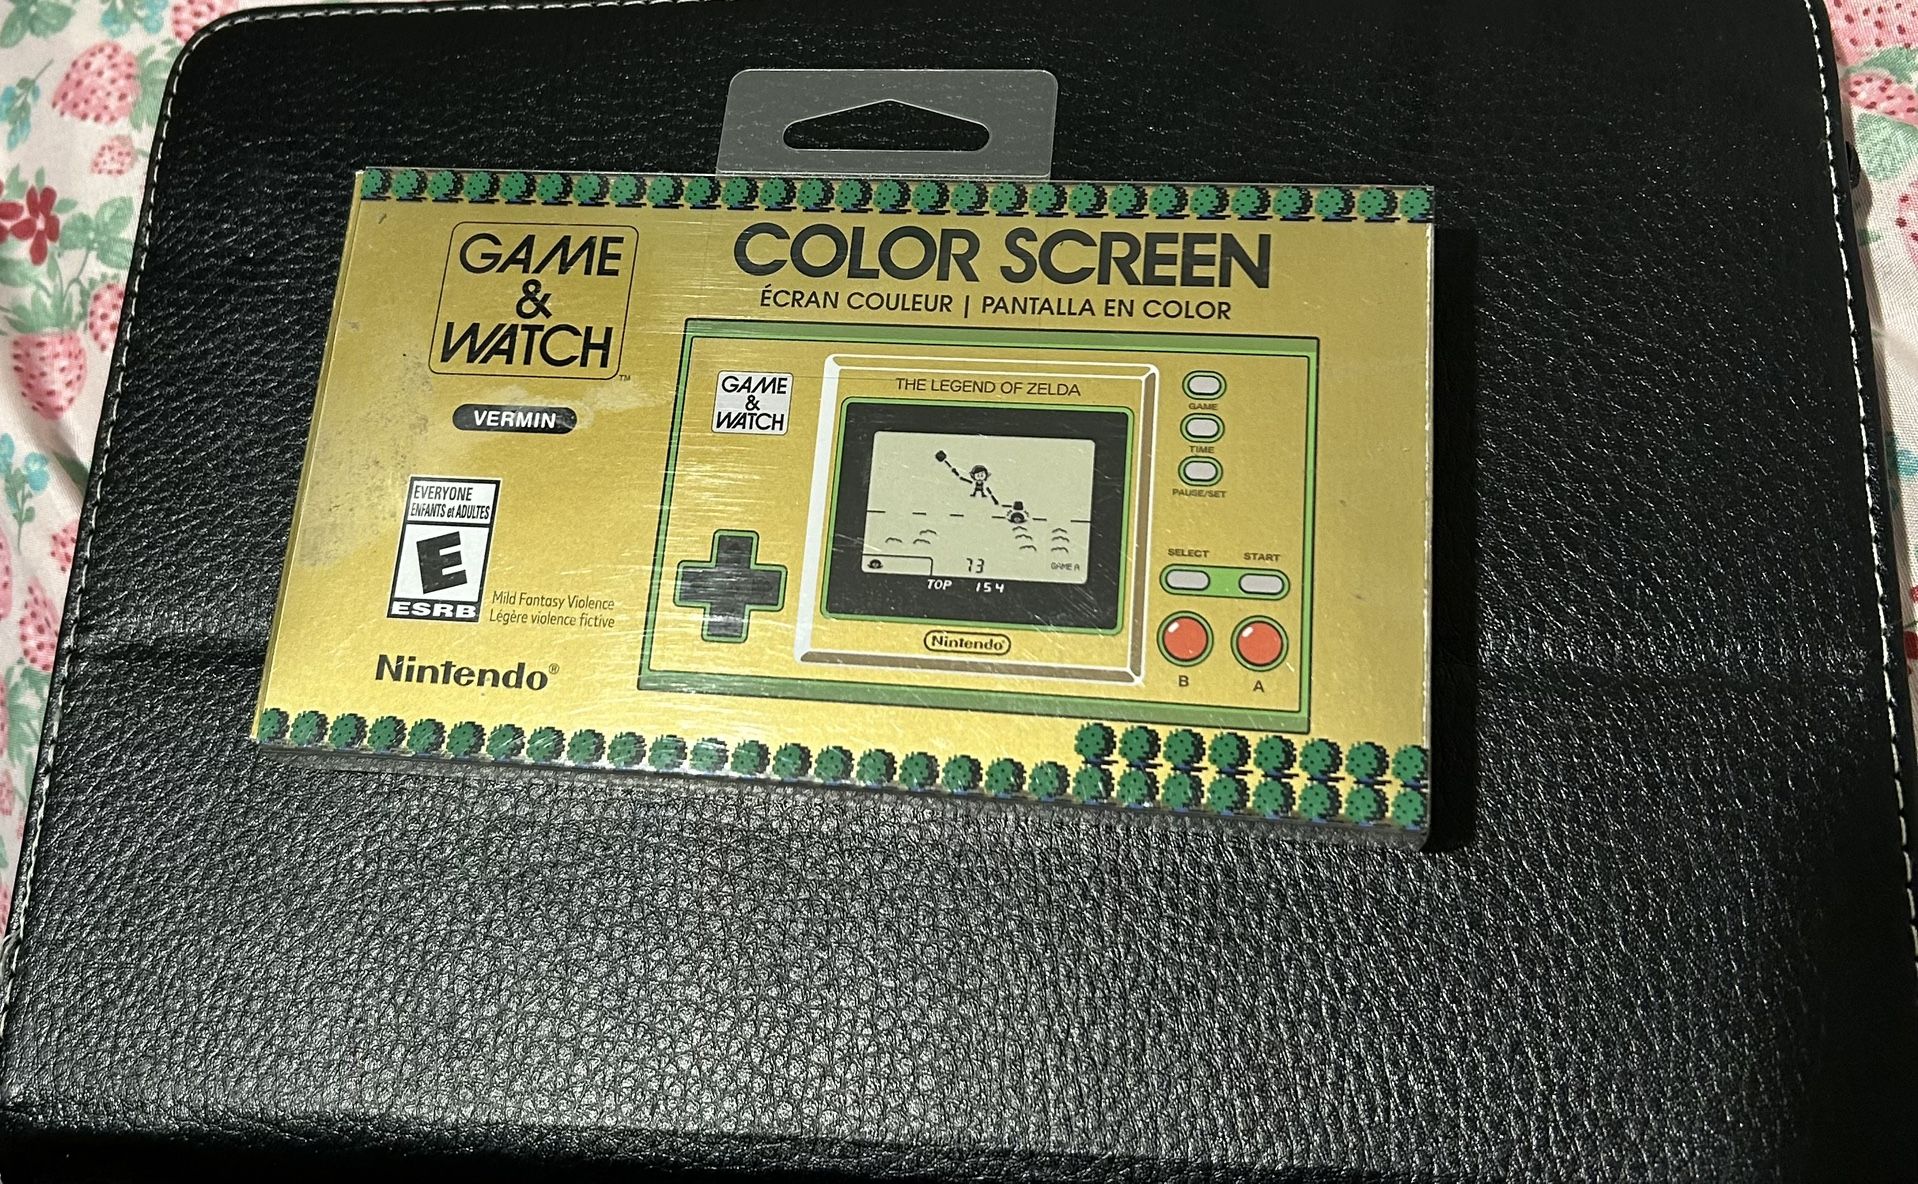 GAME
&
WATCH™
VERMIN
EVERYONE
ENFANTS et ADULTES
E
ESRB
Mild Fantasy Violence
Légère violence fictive
Nintendo®
COLOR SCREEN
ÉCRAN COULEUR | PANTALLA EN COLOR
GAME
&
WATCH
THE LEGEND OF ZELDA
73
GAME A
TOP 154
Nintendo®
GAME
TIME
PAUSE/SET
SELECT START
B A